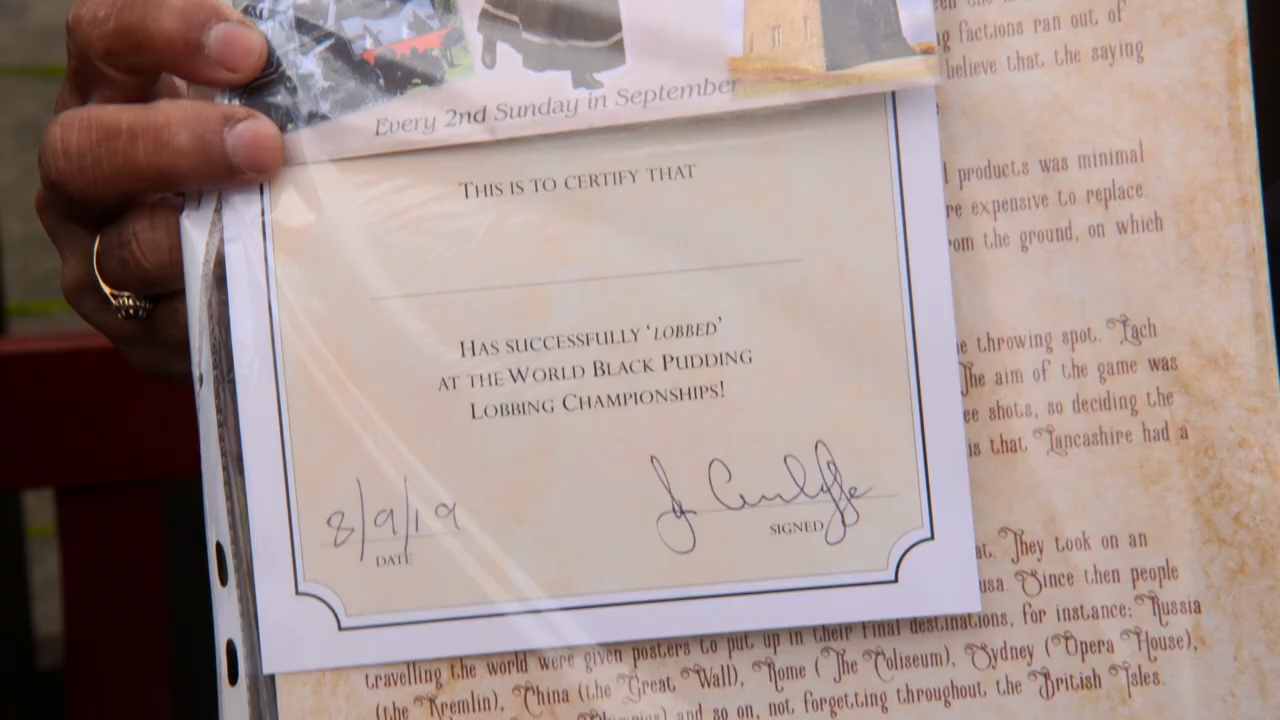 Every 2nd Sunday in September
THIS IS TO CERTIFY THAT
HAS SUCCESSFULLY ‘LOBBED’
AT THE WORLD BLACK PUDDING
LOBBING CHAMPIONSHIPS!
8/9/19
DATE
SIGNED
factions ran out of
believe that the saying
products was minimal
expensive to replace
the ground, on which
throwing spot. Each
The aim of the game was
shots, so deciding the
is that Lancashire had a
They took on an
Since then people
for instance: Russia
travelling the world were given posters to put up in their final destinations,
(the Kremlin), China (the Great Wall), Rome (The Coliseum), Sydney (Opera House),
and so on, not forgetting throughout the British Isles.